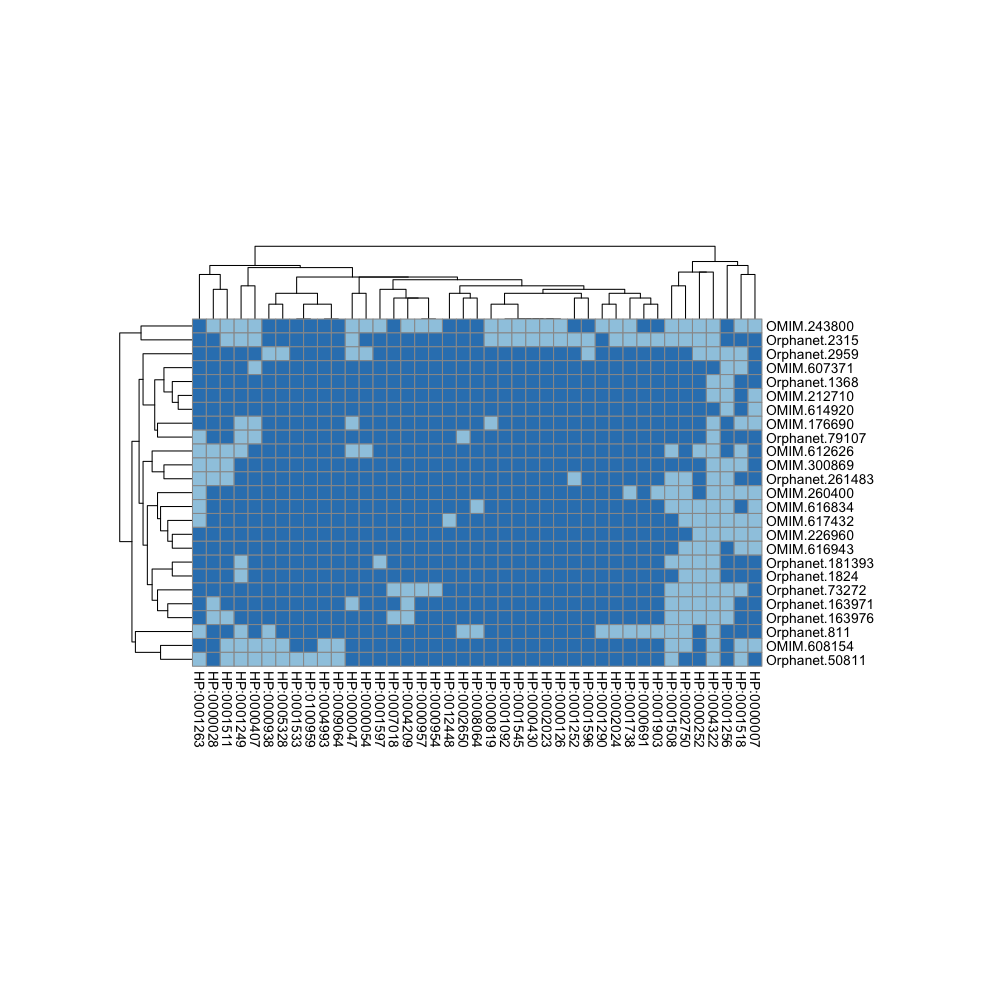 OMIM.243800
Orphanet.2315
Orphanet.2959
OMIM.607371
Orphanet.1368
OMIM.212710
OMIM.614920
OMIM.176690
Orphanet.79107
OMIM.612626
OMIM.300869
Orphanet.261483
OMIM.260400
OMIM.616834
OMIM.617432
OMIM.226960
OMIM.616943
Orphanet.181393
Orphanet.1824
Orphanet.73272
Orphanet.163971
Orphanet.163976
Orphanet.811
OMIM.608154
Orphanet.50811
HP:0001263
HP:0000028
HP:0001511
HP:0001249
HP:0000407
HP:0000938
HP:0005328
HP:0001533
HP:0100959
HP:0004993
HP:0009064
HP:0000047
HP:0000054
HP:0001597
HP:0007018
HP:0004209
HP:0000957
HP:0000954
HP:0012448
HP:0002690
HP:0008064
HP:0000819
HP:0001092
HP:0001545
HP:0000430
HP:0002023
HP:0000126
HP:0001252
HP:0001596
HP:0001290
HP:0002024
HP:0001738
HP:0000691
HP:0001903
HP:0001508
HP:0002750
HP:0000252
HP:0004322
HP:0001256
HP:0001518
HP:0000007